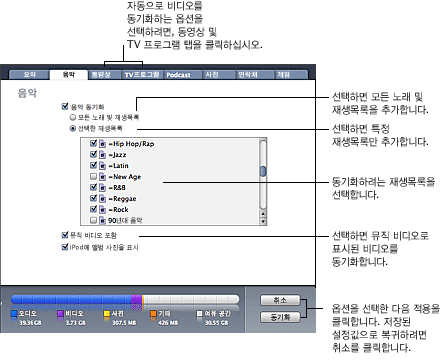 자동으로 비디오를
동기화하는 옵션을
선택하려면, 동영상 및
TV 프로그램 탭을 클릭하십시오.
요약
음악
동영상
TV프로그램
Podcast
사진
연락처
게임
음악
음악 동기화
모든 노래 및 재생목록
선택한 재생목록
=Hip Hop/Rap
=Jazz
=Latin
=New Age
=R&B
=Reggae
=Rock
90년대 음악
뮤직 비디오 포함
iPod에 앨범 사진을 표시
선택하면 모든 노래 및
재생목록을 추가합니다.
선택하면 특정
재생목록만 추가합니다.
동기화하려는 재생목록을
선택합니다.
선택하면 뮤직 비디오로
표시된 비디오를
동기화합니다.
오디오
39.36 GB
비디오
3.73 GB
사진
307.5 MB
기타
426 MB
여유 공간
30.55 GB
취소
동기화
옵션을 선택한 다음 적용을
클릭합니다. 저장된
설정값으로 복귀하려면
취소를 클릭합니다.